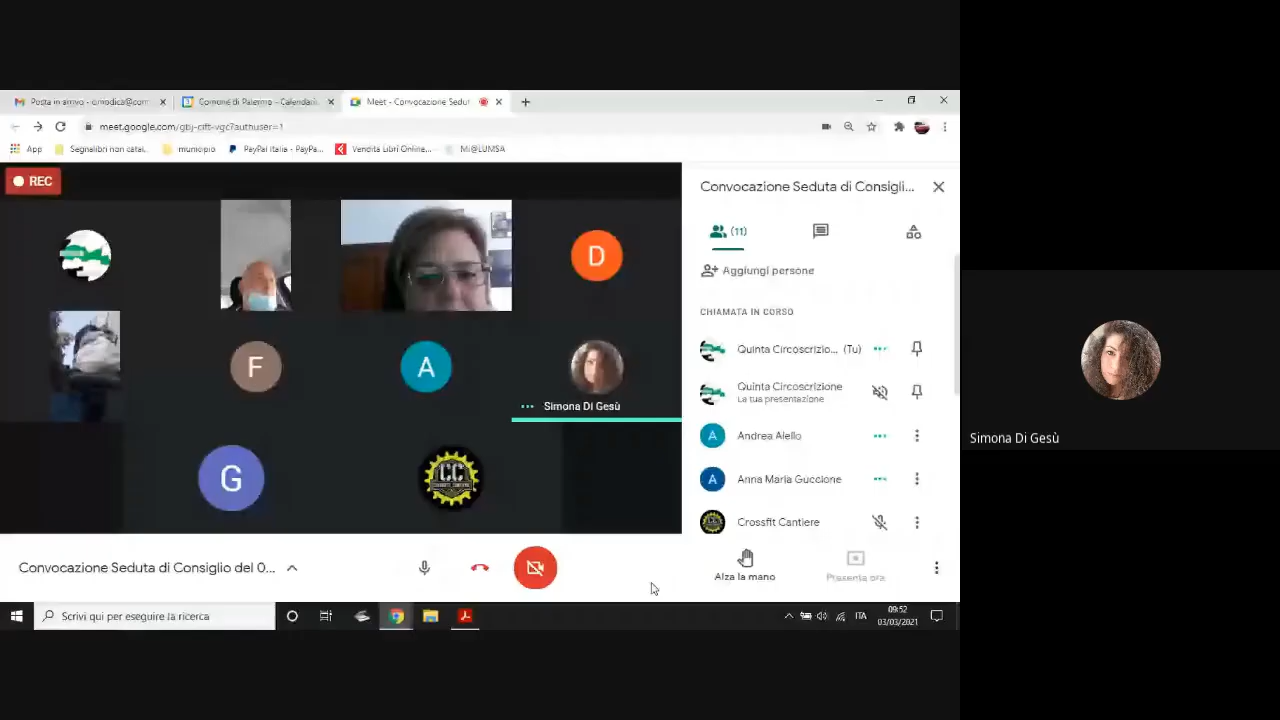 Posta in arrivo - cmodica@com
Comune di Palermo - Calendari
Meet - Convocazione Sedut
meet.google.com/gbj-cift-vgc?authuser=1
App
Segnalibri non catal...
municipio
PayPal Italia - PayPa...
Vendita Libri Online...
Mi@LUMSA
REC
D
F
A
Simona Di Gesù
G
CC
Convocazione Seduta di Consigli...
(11)
Aggiungi persone
CHIAMATA IN CORSO
Quinta Circoscrizio... (Tu)
Quinta Circoscrizione
La tua presentazione
A
Andrea Aiello
A
Anna Maria Guccione
Crossfit Cantiere
Convocazione Seduta di Consiglio del 0...
Alza la mano
Presenta ora
Scrivi qui per eseguire la ricerca
ITA
09:52
03/03/2021
Simona Di Gesù